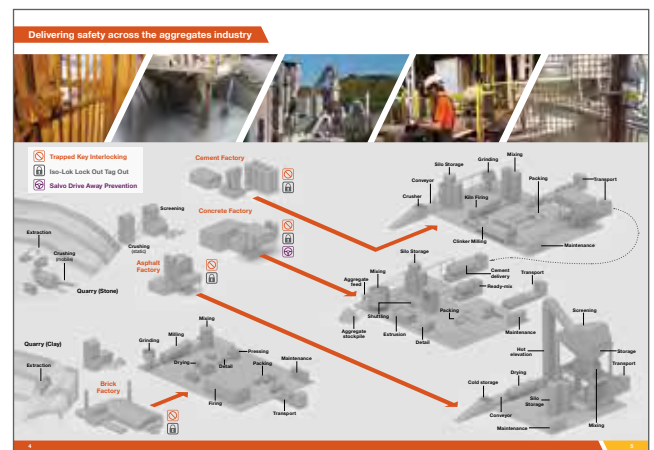 Delivering safety across the aggregates industry
Trapped Key Interlocking
Iso-Lok Lock Out Tag Out
Salvo Drive Away Prevention
Cement Factory
Concrete Factory
Asphalt
Factory
Screening
Extraction
Crushing
(static)
Crushing
(mobile)
Quarry (Stone)
Crusher
Conveyor
Silo Storage
Grinding
Mixing
Packing
Transport
Kiln Firing
Clinker Milling
Maintenance
Silo Storage
Mixing
Aggregate
feed
Cement
delivery
Transport
Ready-mix
Packing
Shutting
Aggregate
stockpile
Extrusion
Detail
Maintenance
Quarry (Clay)
Extraction
Brick
Factory
Grinding
Milling
Mixing
Drying
Pressing
Detail
Packing
Maintenance
Firing
Transport
Screening
Hot
elevation
Storage
Transport
Drying
Cold storage
Silo
Storage
Conveyor
Maintenance
Mixing
4
5